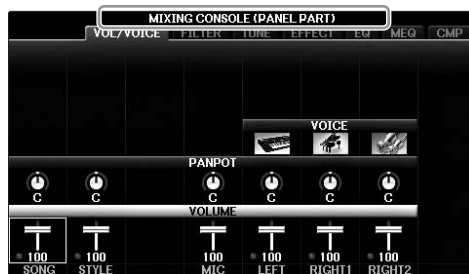 MIXING CONSOLE (PANEL PART)
VOL/VOICE FILTER TUNE EFFECT EQ MEQ CMP
VOICE
PANPOT
C C C C C C
VOLUME
100 100 100 100 100 100
SONG STYLE MIC LEFT RIGHT1 RIGHT2